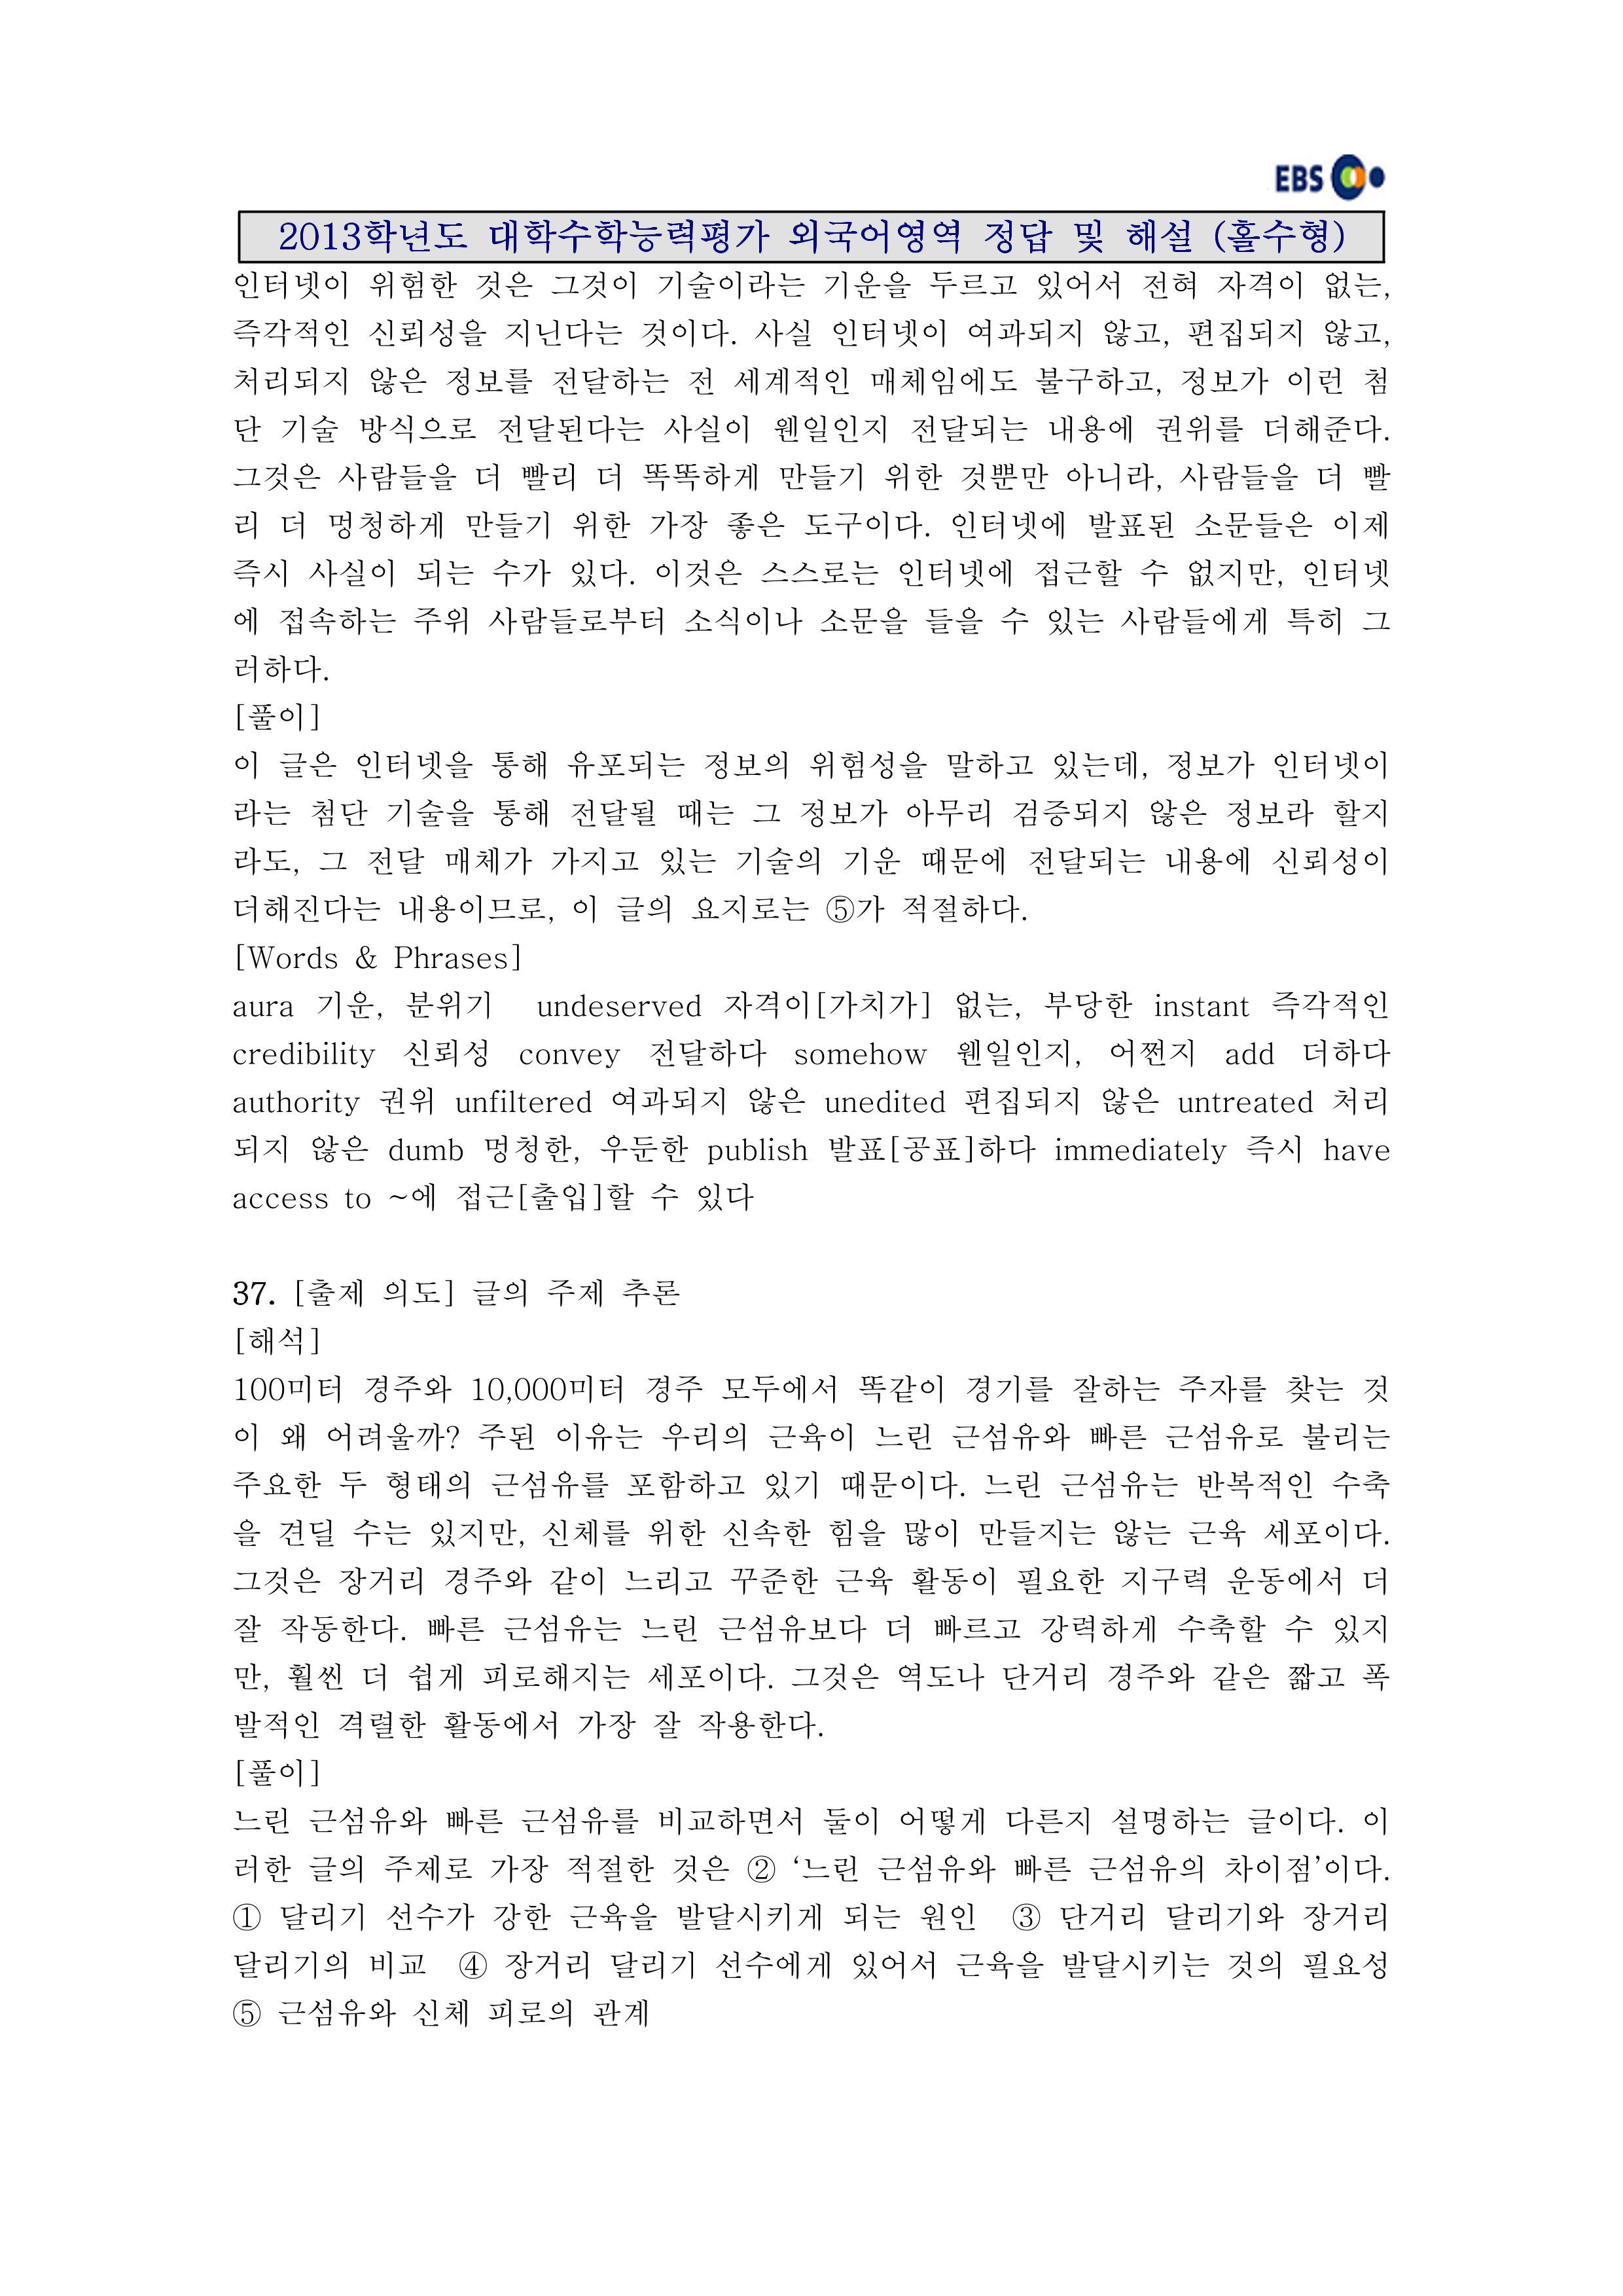 EBS
2013학년도 대학수학능력평가 외국어영역 정답 및 해설 (홀수형)
인터넷이 위험한 것은 그것이 기술이라는 기운을 두르고 있어서 전혀 자격이 없는,
즉각적인 신뢰성을 지닌다는 것이다. 사실 인터넷이 여과되지 않고, 편집되지 않고,
처리되지 않은 정보를 전달하는 전 세계적인 매체임에도 불구하고, 정보가 이런 첨
단 기술 방식으로 전달된다는 사실이 웬일인지 전달되는 내용에 권위를 더해준다.
그것은 사람들을 더 빨리 더 똑똑하게 만들기 위한 것뿐만 아니라, 사람들을 더 빨
리 더 멍청하게 만들기 위한 가장 좋은 도구이다. 인터넷에 발표된 소문들은 이제
즉시 사실이 되는 수가 있다. 이것은 스스로는 인터넷에 접근할 수 없지만, 인터넷
에 접속하는 주위 사람들로부터 소식이나 소문을 들을 수 있는 사람들에게 특히 그
러하다.
[풀이]
이 글은 인터넷을 통해 유포되는 정보의 위험성을 말하고 있는데, 정보가 인터넷이
라는 첨단 기술을 통해 전달될 때는 그 정보가 아무리 검증되지 않은 정보라 할지
라도, 그 전달 매체가 가지고 있는 기술의 기운 때문에 전달되는 내용에 신뢰성이
더해진다는 내용이므로, 이 글의 요지로는 ⑤가 적절하다.
[Words & Phrases]
aura 기운, 분위기  undeserved 자격이[가치가] 없는, 부당한 instant 즉각적인
credibility 신뢰성 convey 전달하다 somehow 웬일인지, 어쩐지 add 더하다
authority 권위 unfiltered 여과되지 않은 unedited 편집되지 않은 untreated 처리
되지 않은 dumb 멍청한, 우둔한 publish 발표[공표]하다 immediately 즉시 have
access to ~에 접근[출입]할 수 있다
37. [출제 의도] 글의 주제 추론
[해석]
100미터 경주와 10,000미터 경주 모두에서 똑같이 경기를 잘하는 주자를 찾는 것
이 왜 어려울까? 주된 이유는 우리의 근육이 느린 근섬유와 빠른 근섬유로 불리는
주요한 두 형태의 근섬유를 포함하고 있기 때문이다. 느린 근섬유는 반복적인 수축
을 견딜 수는 있지만, 신체를 위한 신속한 힘을 많이 만들지는 않는 근육 세포이다.
그것은 장거리 경주와 같이 느리고 꾸준한 근육 활동이 필요한 지구력 운동에서 더
잘 작동한다. 빠른 근섬유는 느린 근섬유보다 더 빠르고 강력하게 수축할 수 있지
만, 훨씬 더 쉽게 피로해지는 세포이다. 그것은 역도나 단거리 경주와 같은 짧고 폭
발적인 격렬한 활동에서 가장 잘 작용한다.
[풀이]
느린 근섬유와 빠른 근섬유를 비교하면서 둘이 어떻게 다른지 설명하는 글이다. 이
러한 글의 주제로 가장 적절한 것은 ② ‘느린 근섬유와 빠른 근섬유의 차이점’이다.
① 달리기 선수가 강한 근육을 발달시키게 되는 원인  ③ 단거리 달리기와 장거리
달리기의 비교  ④ 장거리 달리기 선수에게 있어서 근육을 발달시키는 것의 필요성
⑤ 근섬유와 신체 피로의 관계